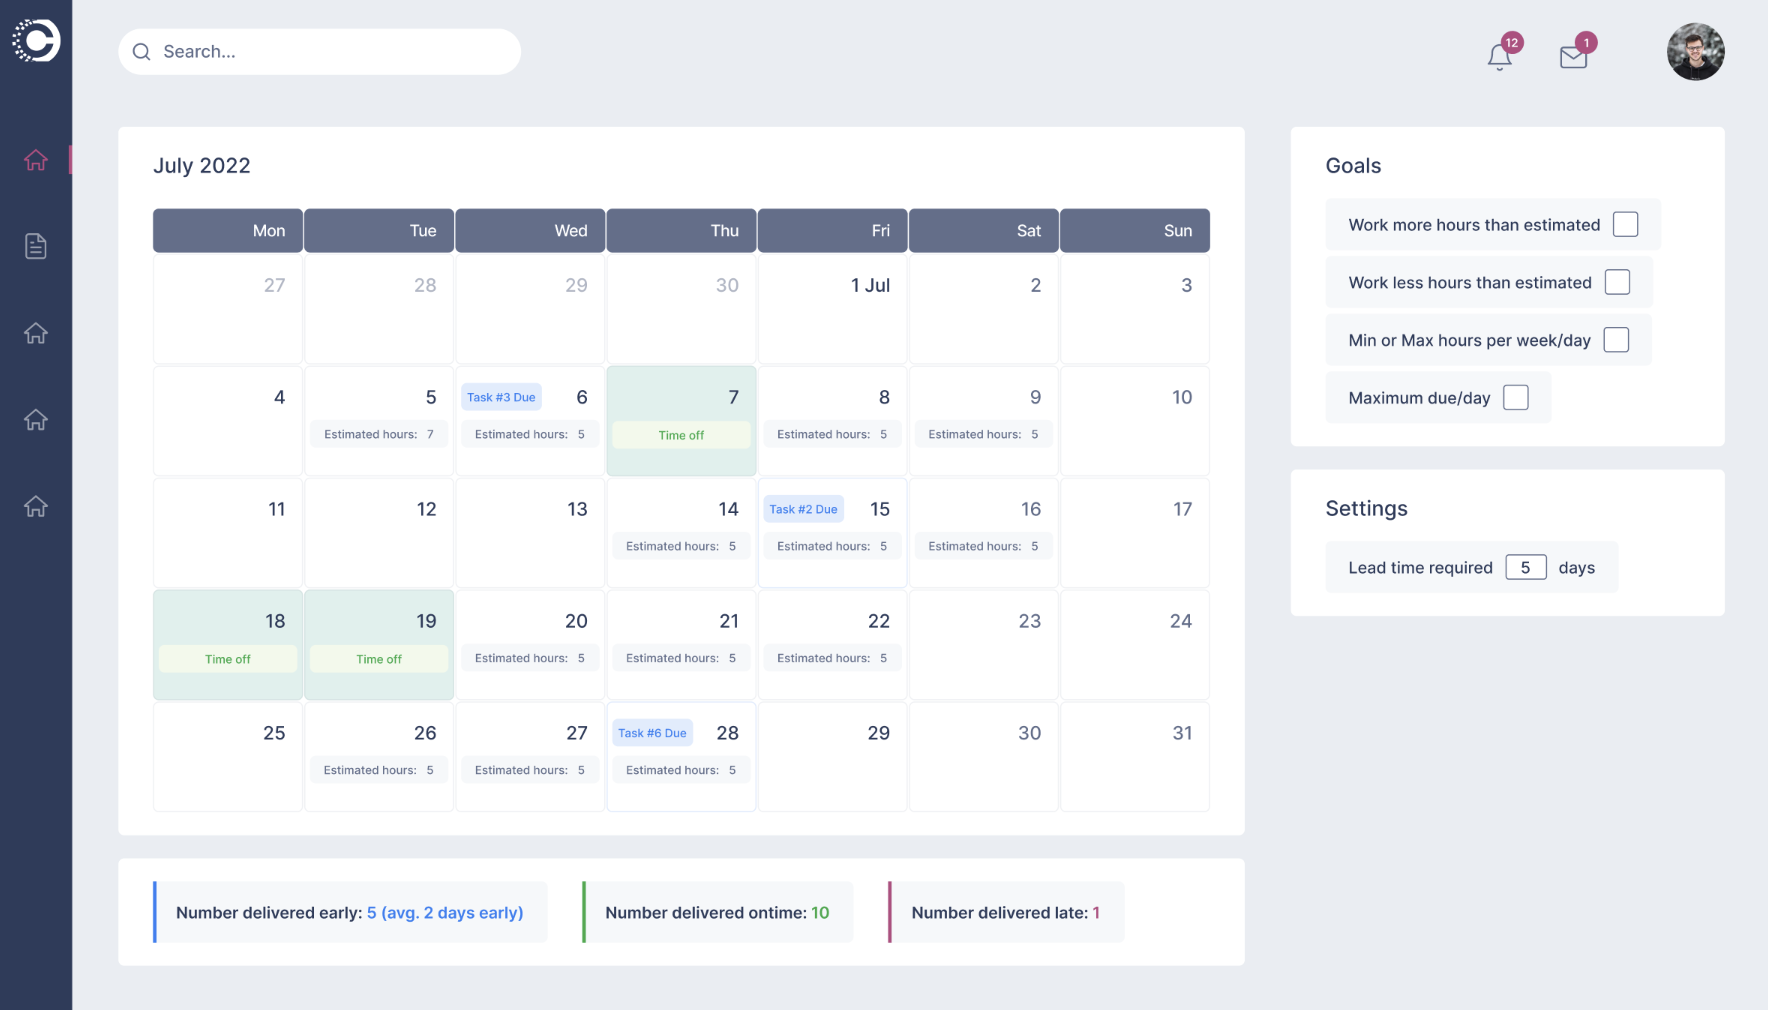 Search...
12
1
July 2022
Mon Tue Wed Thu Fri Sat Sun
27 28 29 30 1 Jul 2 3
4 5 Task #3 Due 6 7 8 9 10
Estimated hours: 7 Estimated hours: 5 Time off Estimated hours: 5 Estimated hours: 5
11 12 13 14 Task #2 Due 15 16 17
Estimated hours: 5 Estimated hours: 5 Estimated hours: 5
18 19 20 21 22 23 24
Time off Time off Estimated hours: 5 Estimated hours: 5 Estimated hours: 5
25 26 27 Task #6 Due 28 29 30 31
Estimated hours: 5 Estimated hours: 5 Estimated hours: 5
Number delivered early: 5 (avg. 2 days early)
Number delivered ontime: 10
Number delivered late: 1
Goals
Work more hours than estimated
Work less hours than estimated
Min or Max hours per week/day
Maximum due/day
Settings
Lead time required 5 days